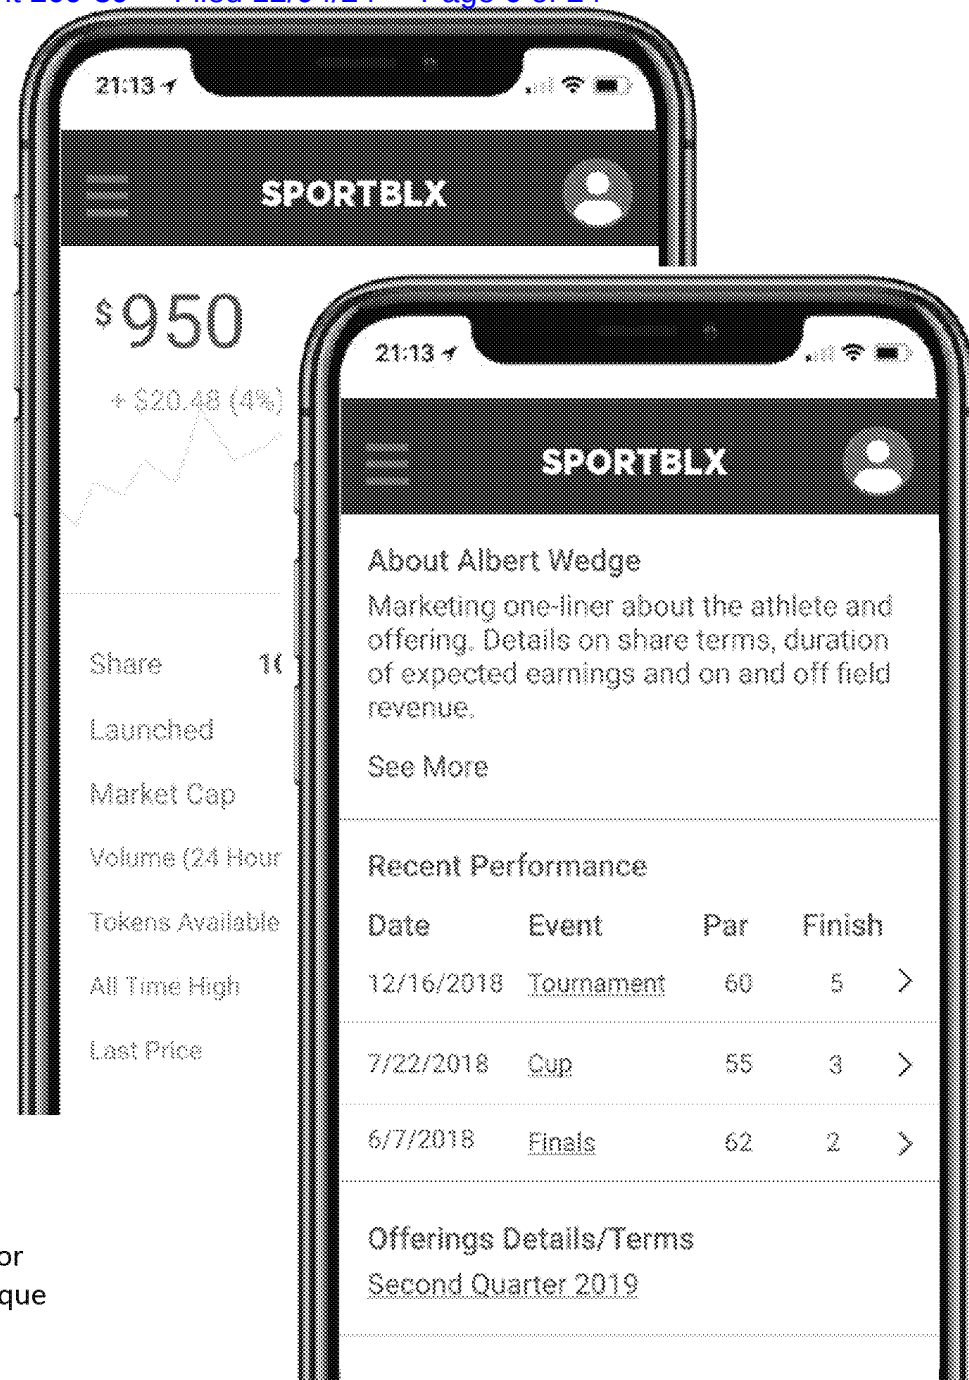 21:13
SPORTBLX
$950
+ $20.48 (4%)
Share
Launched
Market Cap
Volume (24 Hour
Tokens Available
All Time High
Last Price
or
que
21:13
SPORTBLX
About Albert Wedge
Marketing one-liner about the athlete and
offering. Details on share terms, duration
of expected earnings and on and off field
revenue.
See More
Recent Performance
Date Event Par Finish
12/16/2018 Tournament 60 5 >
7/22/2018 Cup 55 3 >
6/7/2018 Finals 62 2 >
Offerings Details/Terms
Second Quarter 2019